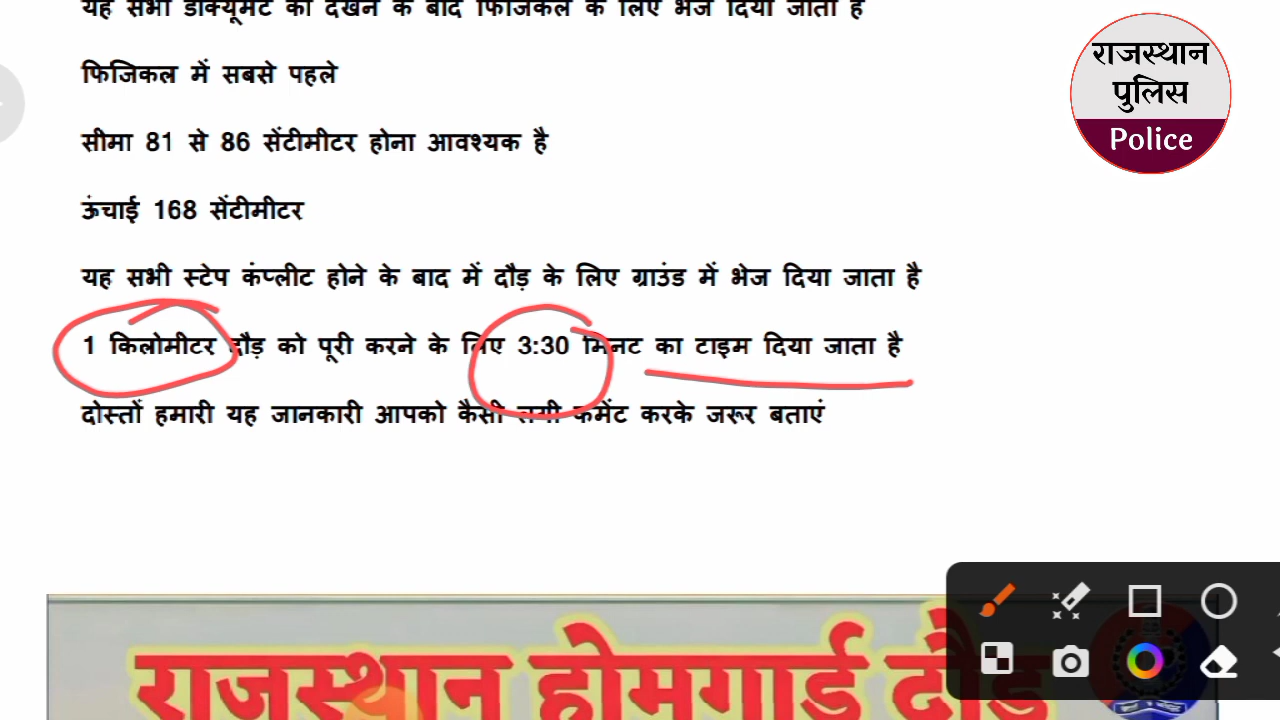 यह सभी डॉक्यूमेंट को देखने के बाद फिजिकल के लिए भेज दिया जाता है
फिजिकल में सबसे पहले
सीमा 81 से 86 सेंटीमीटर होना आवश्यक है
ऊंचाई 168 सेंटीमीटर
यह सभी स्टेप कंप्लीट होने के बाद में दौड़ के लिए ग्राउंड में भेज दिया जाता है
1 किलोमीटर दौड़ को पूरी करने के लिए 3:30 मिनट का टाइम दिया जाता है
दोस्तों हमारी यह जानकारी आपको कैसी लगी कमेंट करके जरूर बताएं
राजस्थान
पुलिस
Police
राजस्थान होमगार्ड दौड़